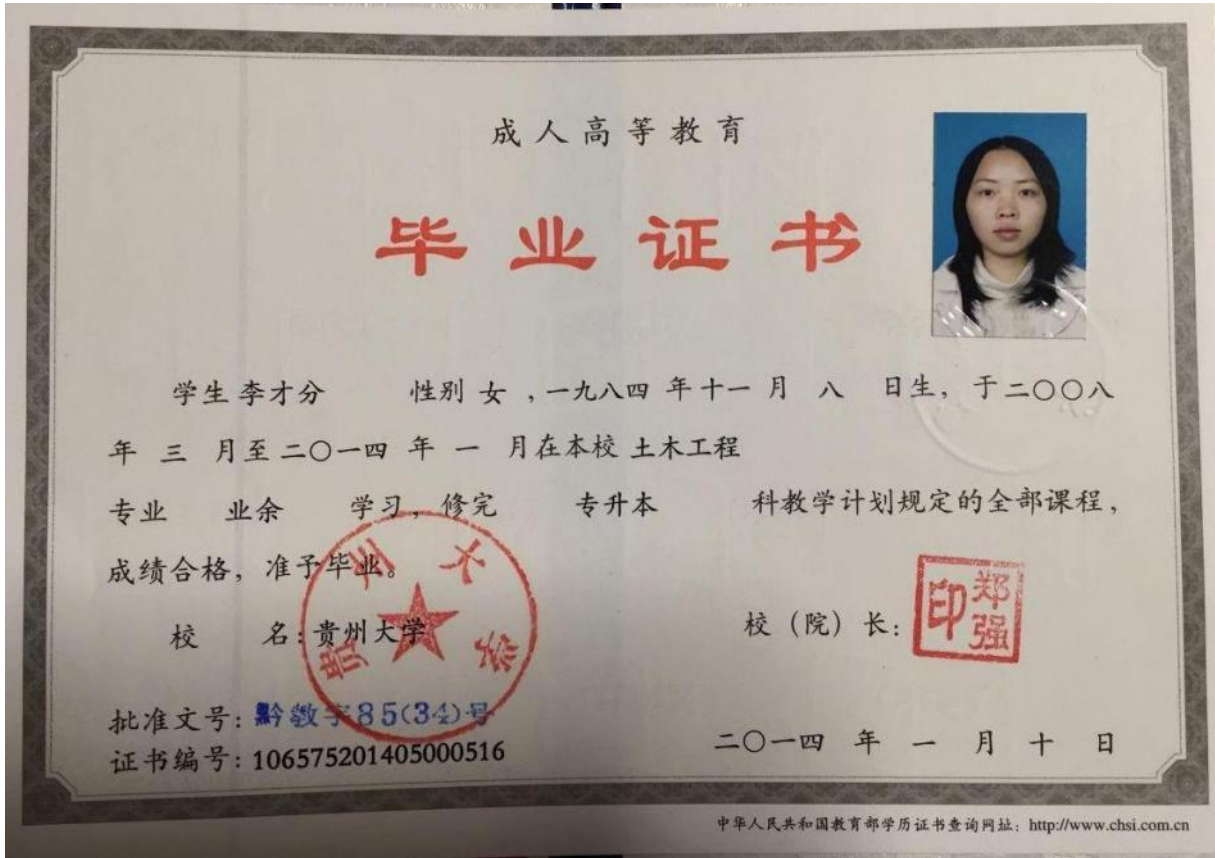 成人高等教育
毕业证书
学生 李才分 性别 女 ,一九八四 年十一 月 八 日生, 于二〇〇八
年 三 月至二〇一四 年 一 月在本校 土木工程
专业 业余 学习, 修完 专升本 科教学计划规定的全部课程,
成绩合格, 准予毕业。
校 名: 贵州大学
贵州大学
校（院）长:
郑强印
批准文号: 黔教字85(34)号
证书编号: 106575201405000516
二〇一四 年 一 月 十 日
中华人民共和国教育部学历证书查询网址: http://www.chsi.com.cn